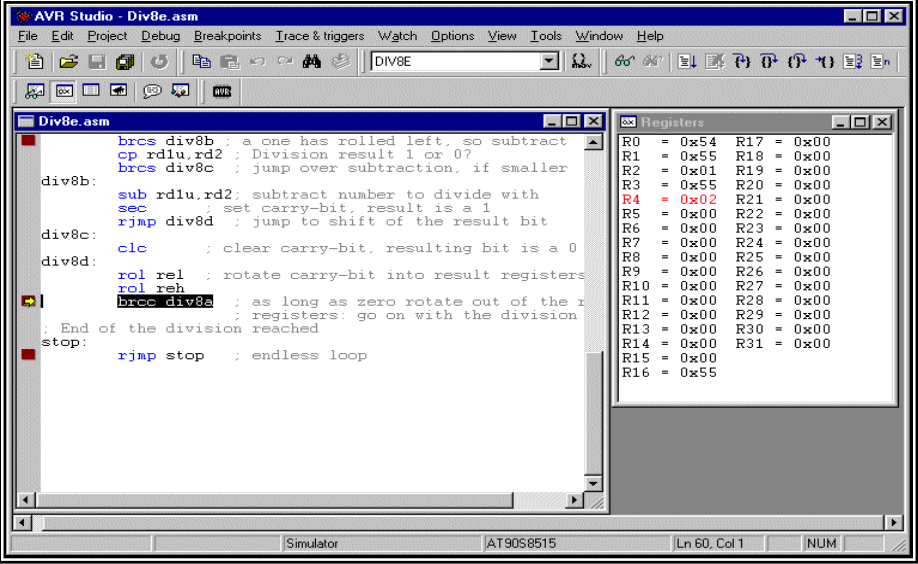 AVR Studio - Div8e.asm
File Edit Project Debug Breakpoints Trace & triggers Watch Options View Tools Window Help
DIV8E
AVR
Div8e.asm
brcs div8b ; a one has rolled left, so subtract
cp rd1u,rd2 ; Division result 1 or 0?
brcs div8c ; jump over subtraction, if smaller
div8b:
sub rd1u,rd2; subtract number to divide with
sec ; set carry-bit, result is a 1
rjmp div8d ; jump to shift of the result bit
div8c:
clc ; clear carry-bit, resulting bit is a 0
div8d:
rol rel ; rotate carry-bit into result registers
rol reh
brcc div8a ; as long as zero rotate out of the r
; registers: go on with the division
; End of the division reached
stop:
rjmp stop ; endless loop
Registers
R0 = 0x54 R17 = 0x00
R1 = 0x55 R18 = 0x00
R2 = 0x01 R19 = 0x00
R3 = 0x55 R20 = 0x00
R4 = 0x02 R21 = 0x00
R5 = 0x00 R22 = 0x00
R6 = 0x00 R23 = 0x00
R7 = 0x00 R24 = 0x00
R8 = 0x00 R25 = 0x00
R9 = 0x00 R26 = 0x00
R10 = 0x00 R27 = 0x00
R11 = 0x00 R28 = 0x00
R12 = 0x00 R29 = 0x00
R13 = 0x00 R30 = 0x00
R14 = 0x00 R31 = 0x00
R15 = 0x00
R16 = 0x55
Simulator AT90S8515 Ln 60, Col 1 NUM